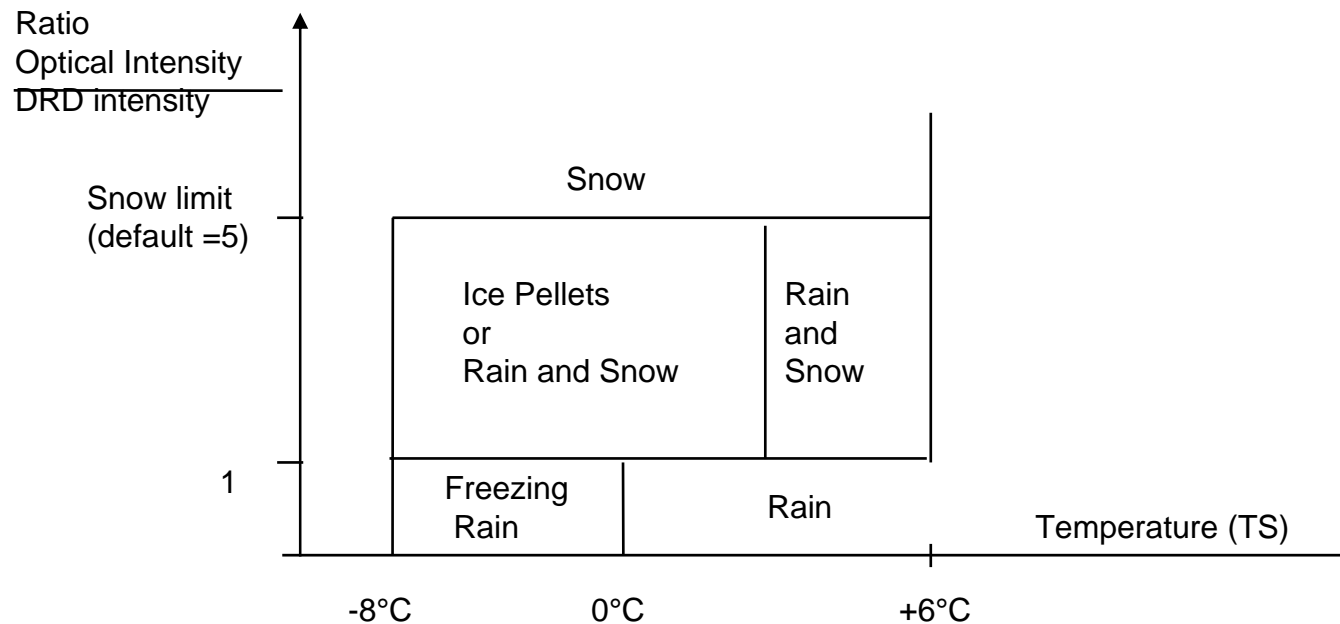 Ratio
Optical Intensity
DRD intensity
Snow
Snow limit
(default =5)
Ice Pellets
or
Rain and Snow
Rain
and
Snow
1
Freezing
Rain
Rain
Temperature (TS)
-8°C
0°C
+6°C